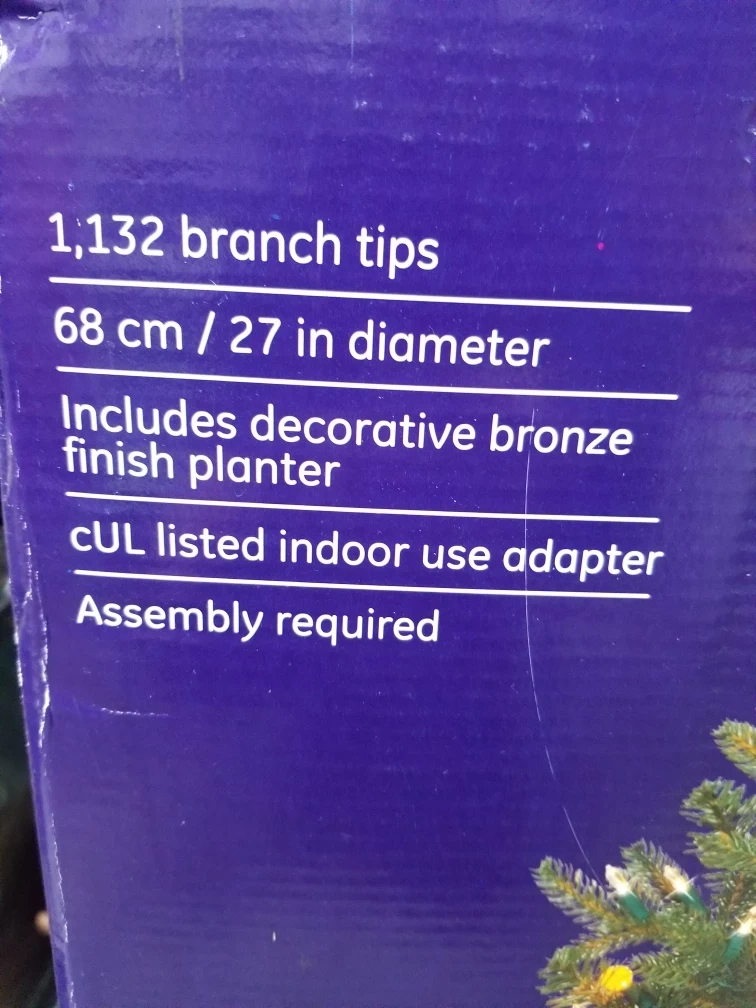 1,132 branch tips
68 cm / 27 in diameter
Includes decorative bronze
finish planter
cUL listed indoor use adapter
Assembly required